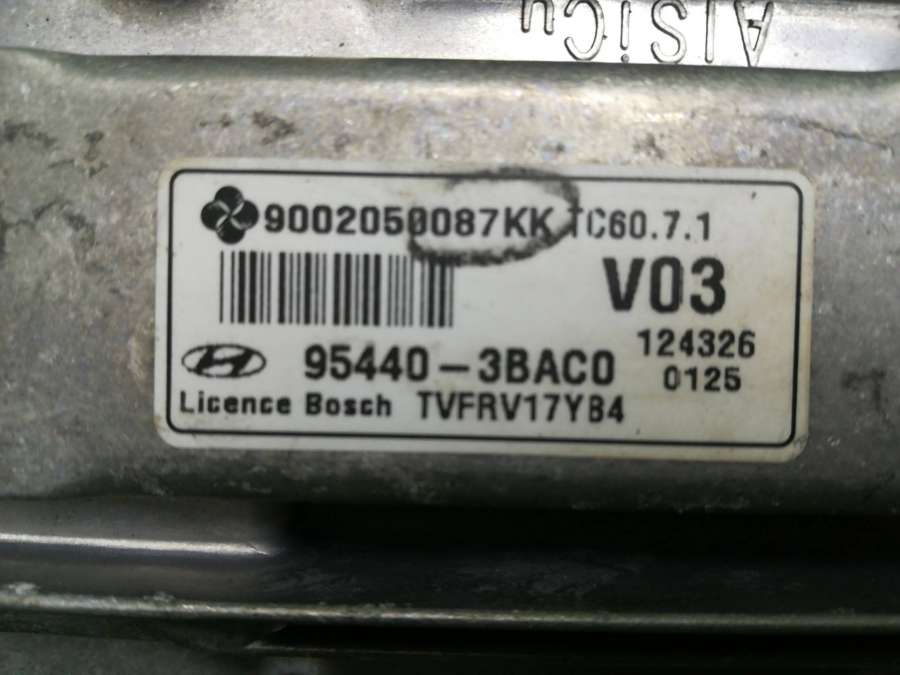 AlSiCu
9002050087KK TC60.7.1
V03
95440-3BAC0
124326
0125
Licence Bosch TVFRV17YB4